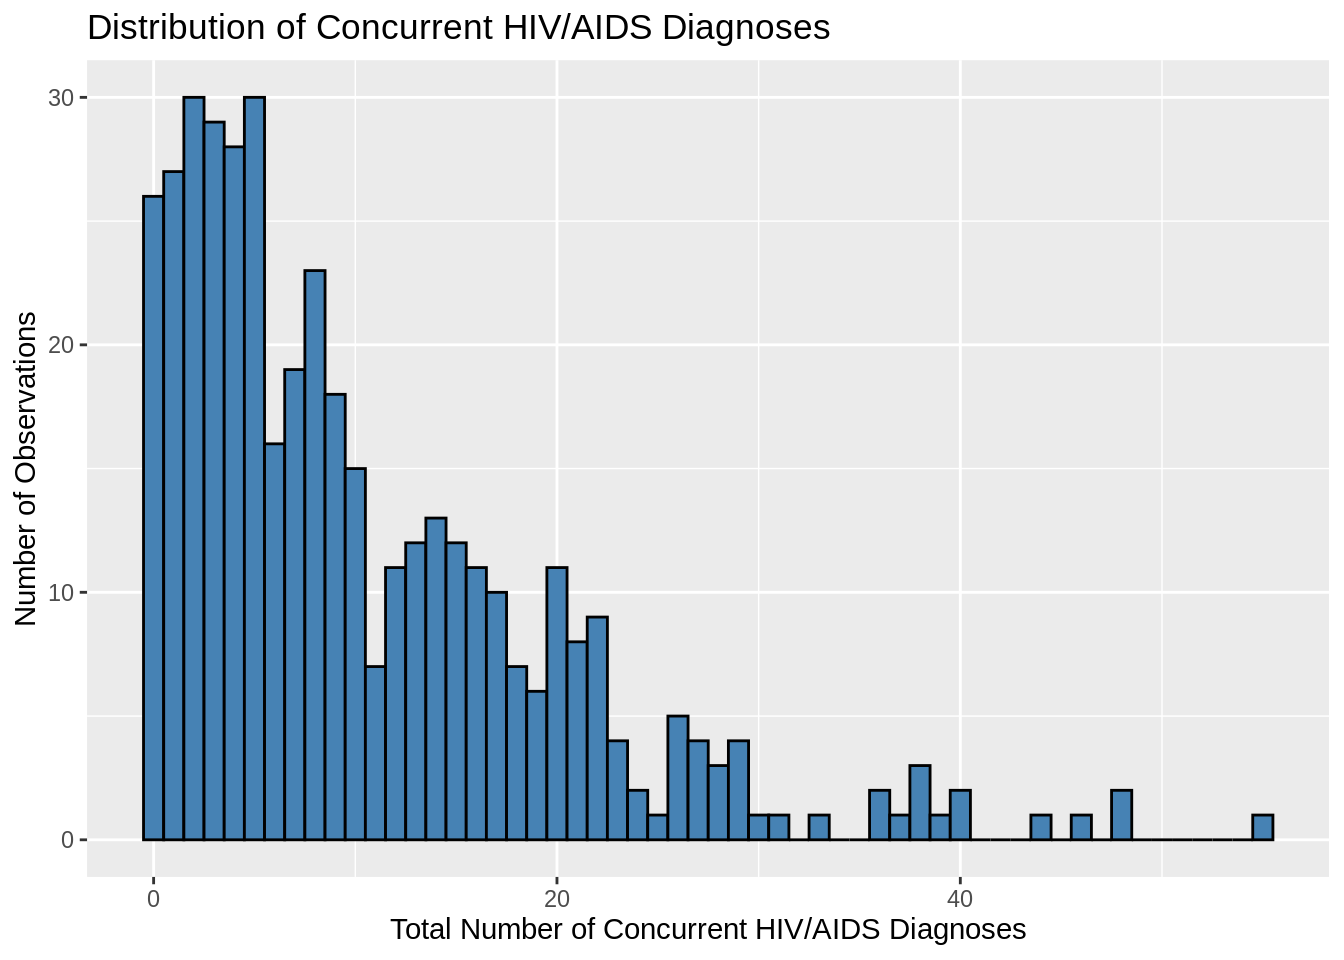 Distribution of Concurrent HIV/AIDS Diagnoses
30
20
10
0
Number of Observations
0 20 40
Total Number of Concurrent HIV/AIDS Diagnoses